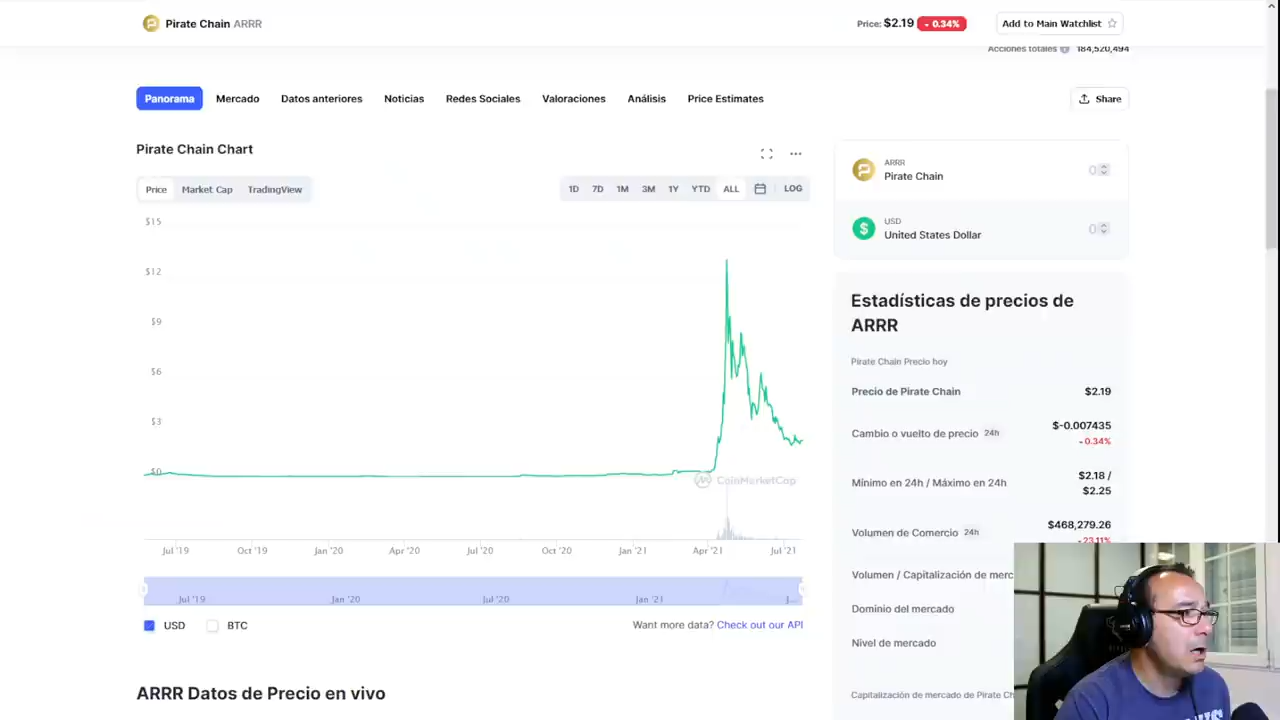 Pirate Chain ARRR
Price: $2.19 - 0.34%
Add to Main Watchlist
Acciones totales 184,520,494
Panorama Mercado Datos anteriores Noticias Redes Sociales Valoraciones Análisis Price Estimates
Share
Pirate Chain Chart
Price Market Cap TradingView
1D 7D 1M 3M 1Y YTD ALL LOG
$15
$12
$9
$6
$3
$0
CoinMarketCap
Jul '19 Oct '19 Jan '20 Apr '20 Jul '20 Oct '20 Jan '21 Apr '21 Jul '21
Jul '19 Jan '20 Jul '20 Jan '21 J...
USD BTC
Want more data? Check out our API
ARRR Datos de Precio en vivo
ARRR
Pirate Chain
0
USD
United States Dollar
0
Estadísticas de precios de
ARRR
Pirate Chain Precio hoy
Precio de Pirate Chain $2.19
Cambio o vuelto de precio 24h $-0.007435
- 0.34%
Mínimo en 24h / Máximo en 24h $2.18 /
$2.25
Volumen de Comercio 24h $468,279.26
- 23.11%
Volumen / Capitalización de merc
Dominio del mercado
Nivel de mercado
Capitalización de mercado de Pirate Ch